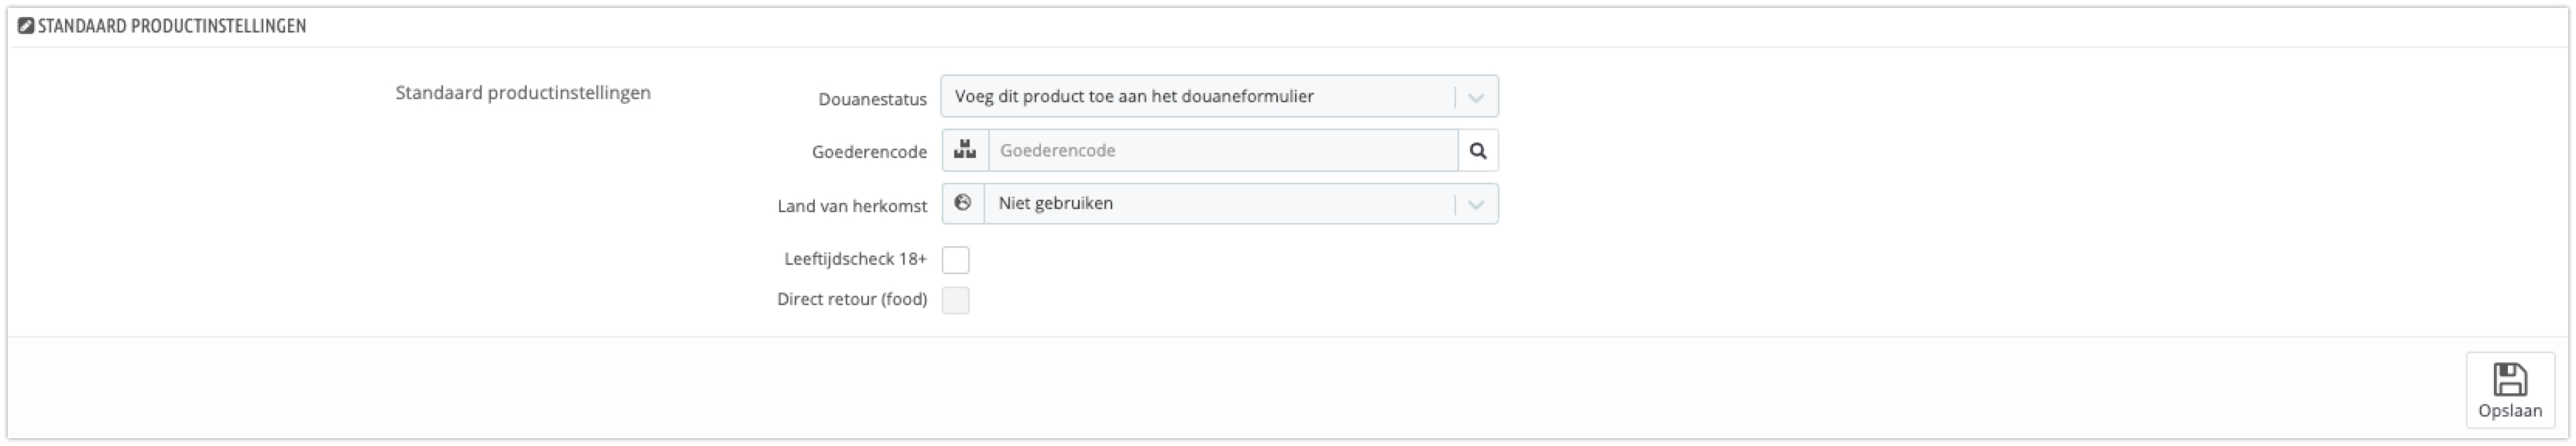 STANDAARD PRODUCTINSTELLINGEN
Standaard productinstellingen
Douanestatus Voeg dit product toe aan het douaneformulier
Goederencode Goederencode
Land van herkomst Niet gebruiken
Leeftijdscheck 18+
Direct retour (food)
Opslaan